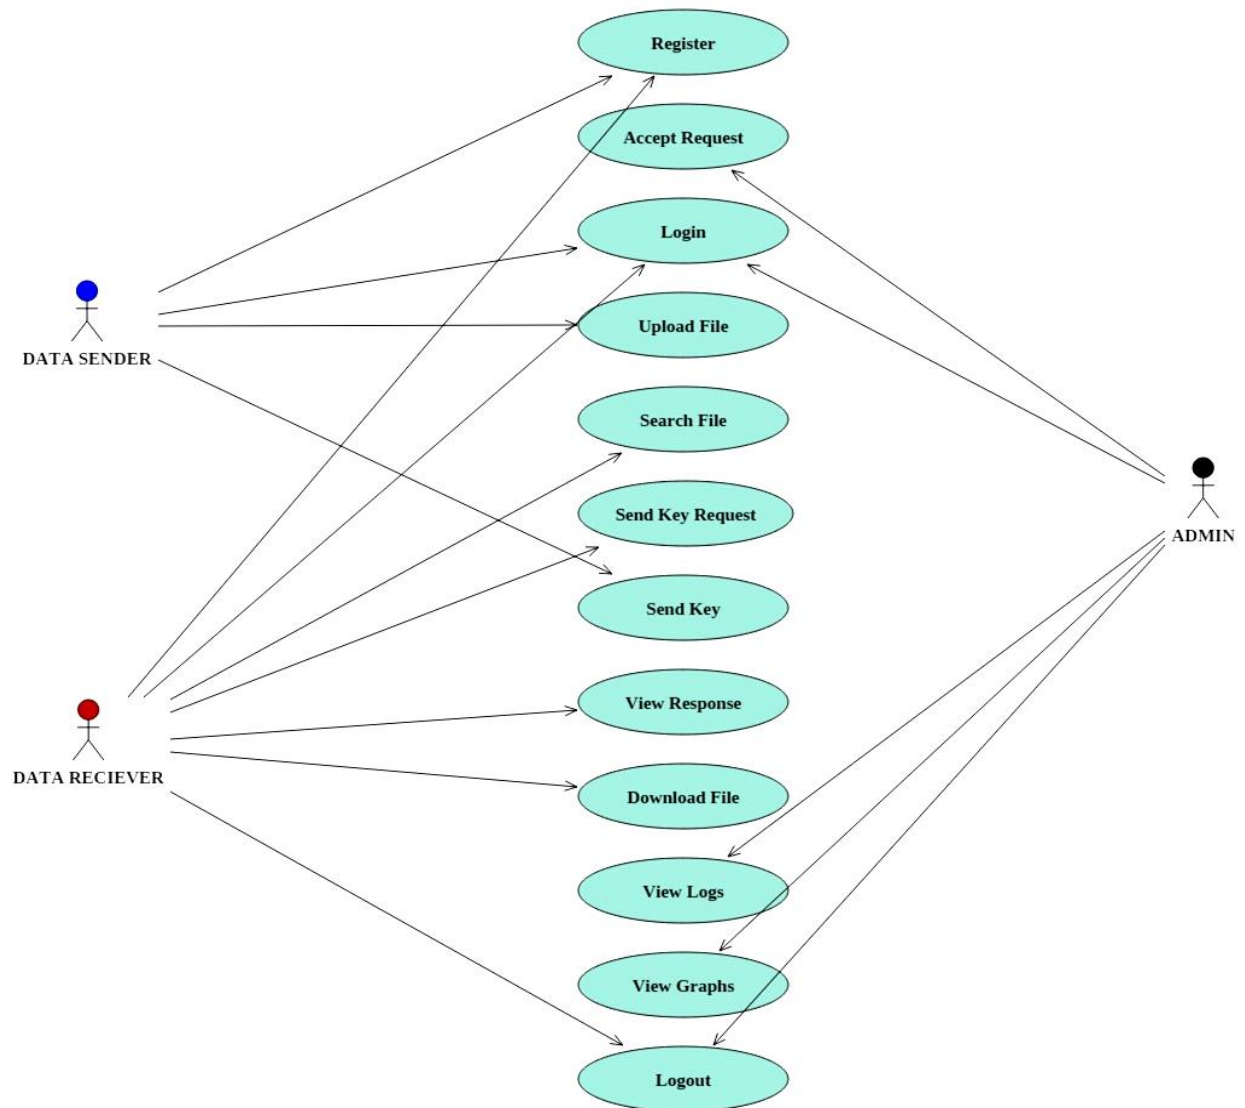 Register
Accept Request
Login
Upload File
DATA SENDER
Search File
Send Key Request
ADMIN
Send Key
View Response
DATA RECIEVER
Download File
View Logs
View Graphs
Logout